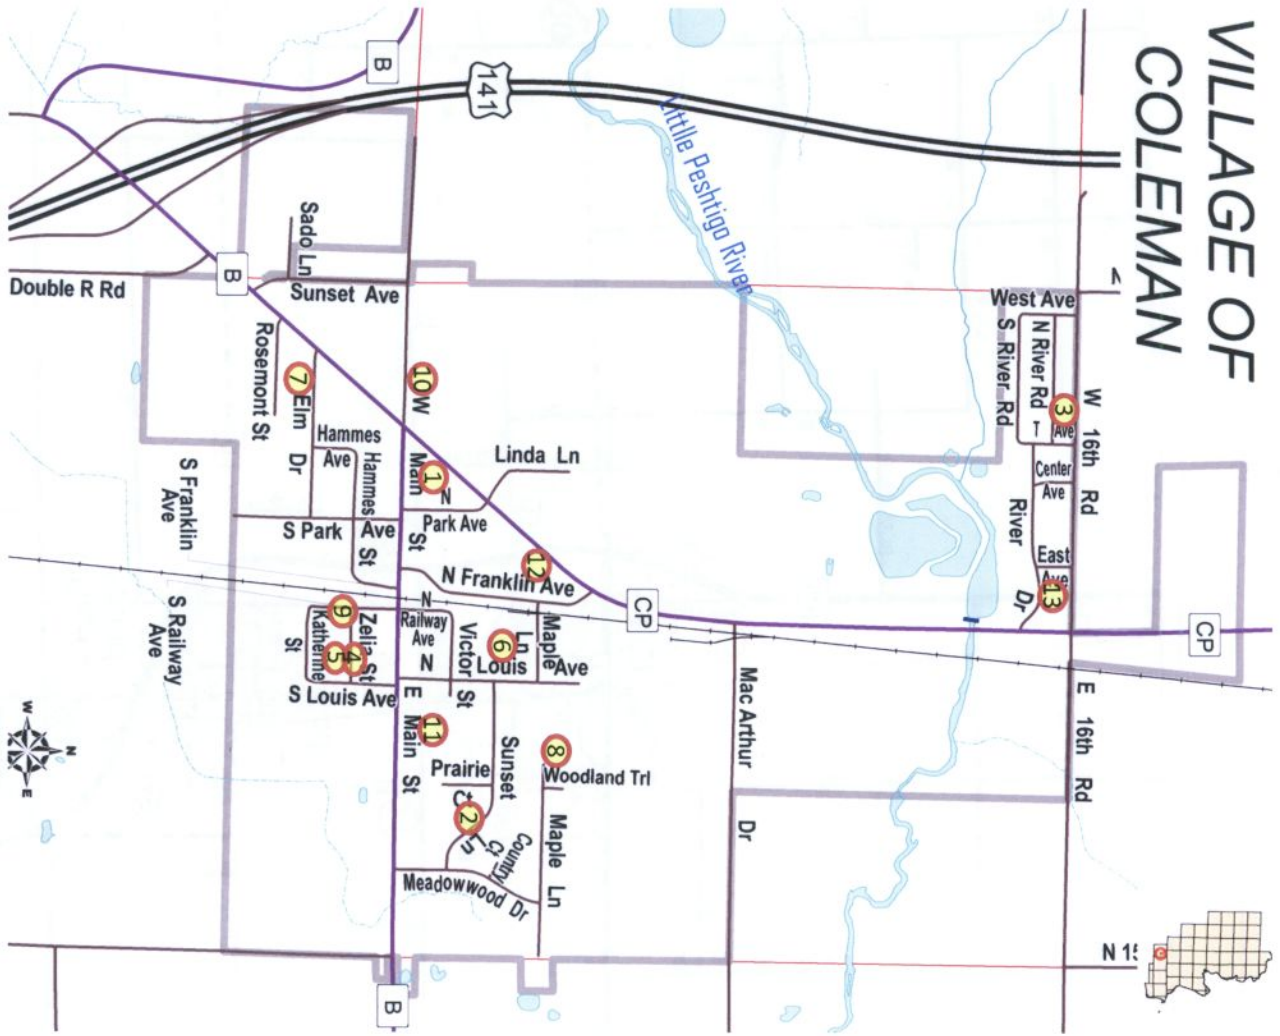 VILLAGE OF
COLEMAN
B
141
Little Peshtigo River
Sado Ln
B
Double R Rd
Sunset Ave
West Ave
N River Rd
S River Rd
3
T
Ave
W 16th Rd
Rosemont St
7
Elm Dr
10
W Main St
Hammes
Ave
Hammes
St
1
N
Park Ave
Linda Ln
Center
Ave
River Dr
East
Ave
13
S Franklin
Ave
S Park Ave
12
N Franklin Ave
CP
CP
S Railway
Ave
9
Zelia St
Katherine
St
5
4
N
Railway
Ave
Victor St
6
Maple
Ln
N Louis Ave
S Louis Ave
E Main St
11
Mac Arthur Dr
E 16th Rd
W
N
E
S
Prairie
Ct
Sunset
Ln
2
8
Woodland Trl
Maple Ln
Country
Ct
Meadowwood Dr
B
N 15